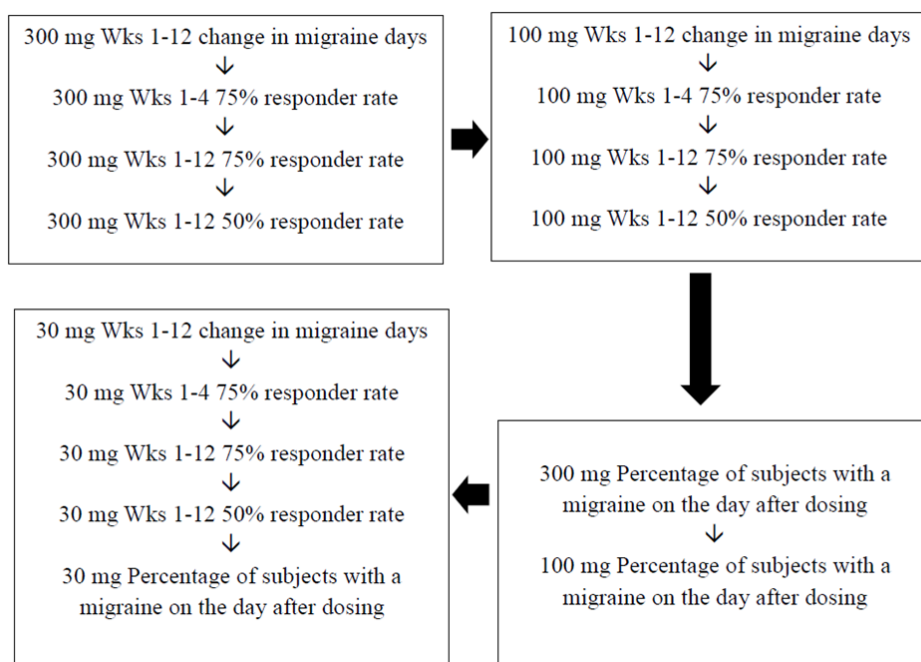 300 mg Wks 1-12 change in migraine days
↓
300 mg Wks 1-4 75% responder rate
↓
300 mg Wks 1-12 75% responder rate
↓
300 mg Wks 1-12 50% responder rate
100 mg Wks 1-12 change in migraine days
↓
100 mg Wks 1-4 75% responder rate
↓
100 mg Wks 1-12 75% responder rate
↓
100 mg Wks 1-12 50% responder rate
300 mg Percentage of subjects with a
migraine on the day after dosing
↓
100 mg Percentage of subjects with a
migraine on the day after dosing
30 mg Wks 1-12 change in migraine days
↓
30 mg Wks 1-4 75% responder rate
↓
30 mg Wks 1-12 75% responder rate
↓
30 mg Wks 1-12 50% responder rate
↓
30 mg Percentage of subjects with a
migraine on the day after dosing